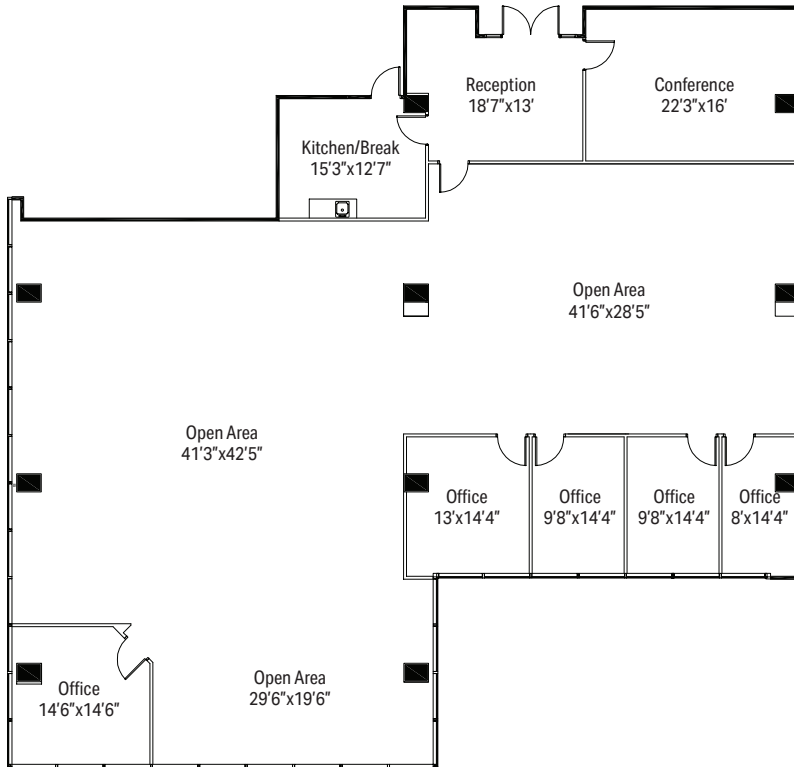 Reception
18'7"x13'
Conference
22'3"x16'
Kitchen/Break
15'3"x12'7"
Open Area
41'6"x28'5"
Open Area
41'3"x42'5"
Office
13'x14'4"
Office
9'8"x14'4"
Office
9'8"x14'4"
Office
8'x14'4"
Office
14'6"x14'6"
Open Area
29'6"x19'6"